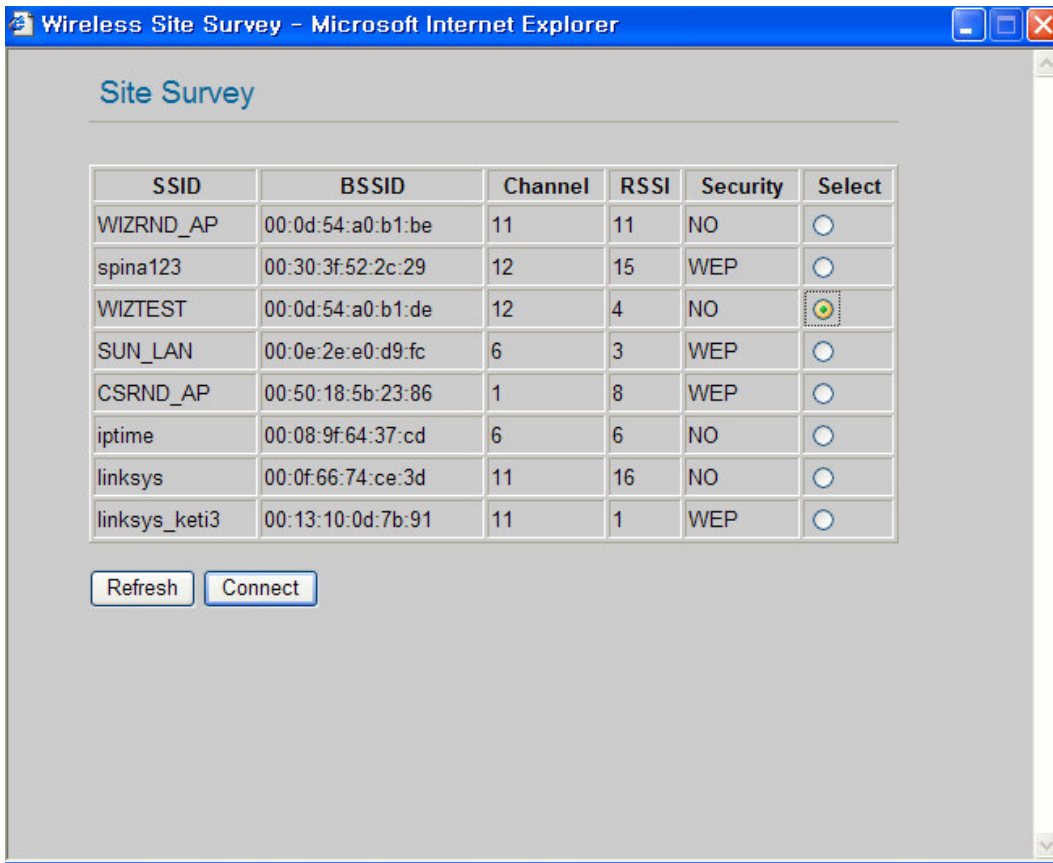 Wireless Site Survey - Microsoft Internet Explorer
Site Survey
SSID BSSID Channel RSSI Security Select
WIZRND_AP 00:0d:54:a0:b1:be 11 11 NO
spina123 00:30:3f:52:2c:29 12 15 WEP
WIZTEST 00:0d:54:a0:b1:de 12 4 NO
SUN_LAN 00:0e:2e:e0:d9:fc 6 3 WEP
CSRND_AP 00:50:18:5b:23:86 1 8 WEP
iptime 00:08:9f:64:37:cd 6 6 NO
linksys 00:0f:66:74:ce:3d 11 16 NO
linksys_keti3 00:13:10:0d:7b:91 11 1 WEP
Refresh Connect